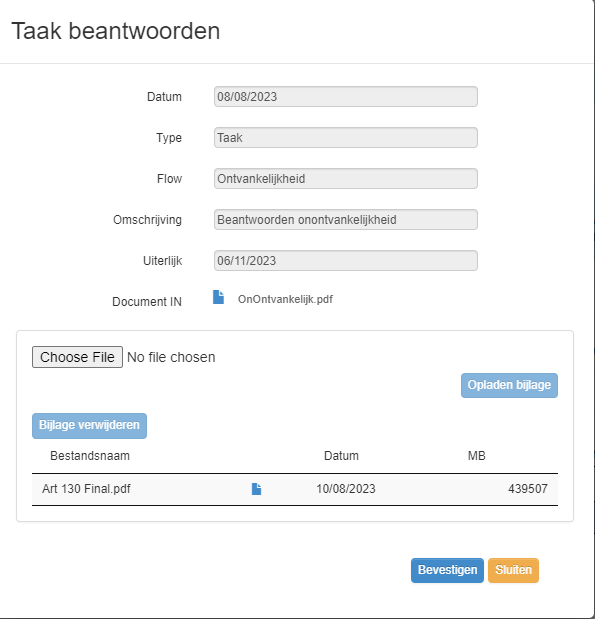 Taak beantwoorden
Datum 08/08/2023
Type Taak
Flow Ontvankelijkheid
Omschrijving Beantwoorden onontvankelijkheid
Uiterlijk 06/11/2023
Document IN OnOntvankelijk.pdf
Choose File No file chosen
Opladen bijlage
Bijlage verwijderen
Bestandsnaam Datum MB
Art 130 Final.pdf 10/08/2023 439507
Bevestigen Sluiten